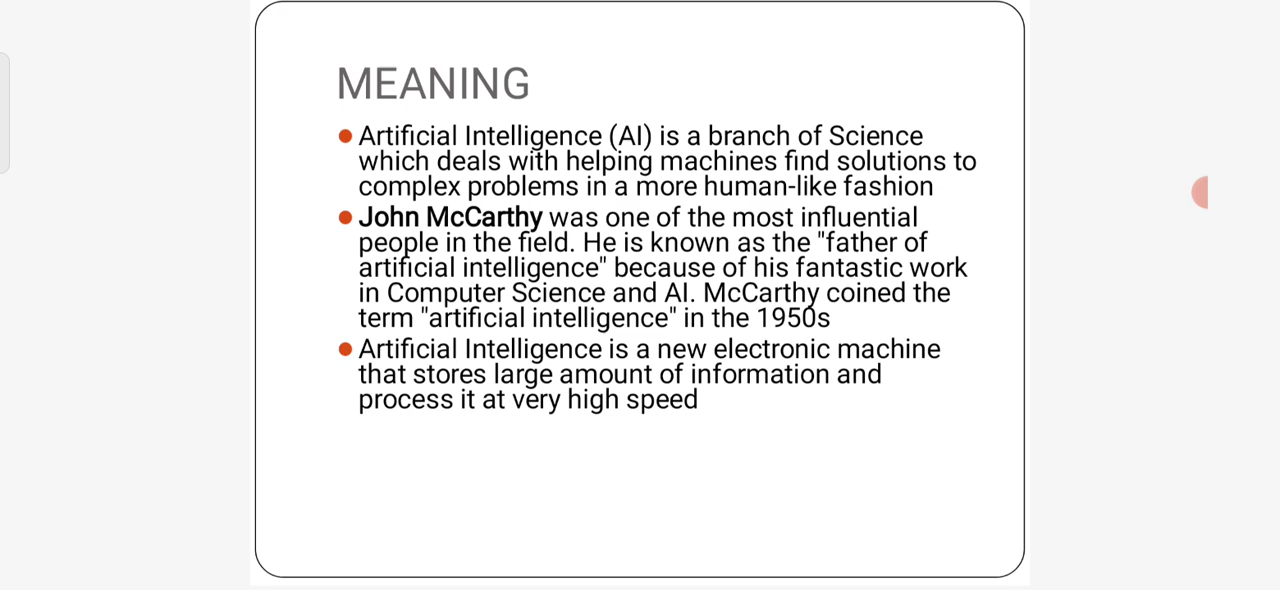 MEANING
Artificial Intelligence (AI) is a branch of Science
which deals with helping machines find solutions to
complex problems in a more human-like fashion
John McCarthy was one of the most influential
people in the field. He is known as the "father of
artificial intelligence" because of his fantastic work
in Computer Science and AI. McCarthy coined the
term "artificial intelligence" in the 1950s
Artificial Intelligence is a new electronic machine
that stores large amount of information and
process it at very high speed